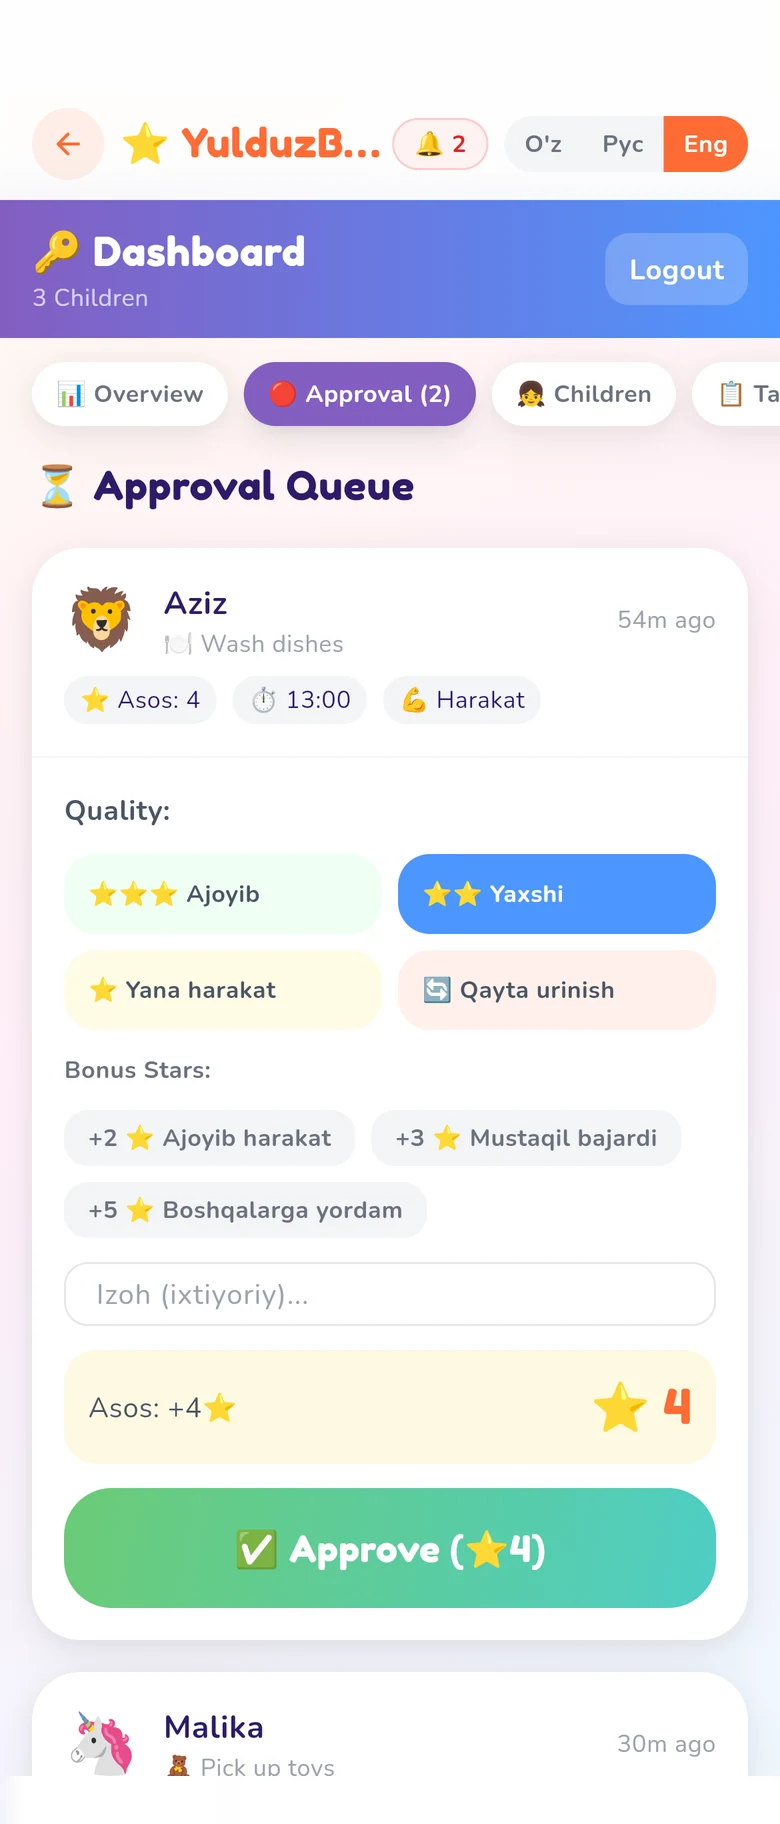 YulduzB...
2
O'z
Рус
Eng
Dashboard
3 Children
Logout
Overview
Approval (2)
Children
Ta
Approval Queue
Aziz
Wash dishes
54m ago
Asos: 4
13:00
Harakat
Quality:
Ajoyib
Yaxshi
Yana harakat
Qayta urinish
Bonus Stars:
+2 ⭐ Ajoyib harakat
+3 ⭐ Mustaqil bajardi
+5 ⭐ Boshqalarga yordam
Izoh (ixtiyoriy)...
Asos: +4⭐
4
Approve (⭐4)
Malika
Pick up toys
30m ago